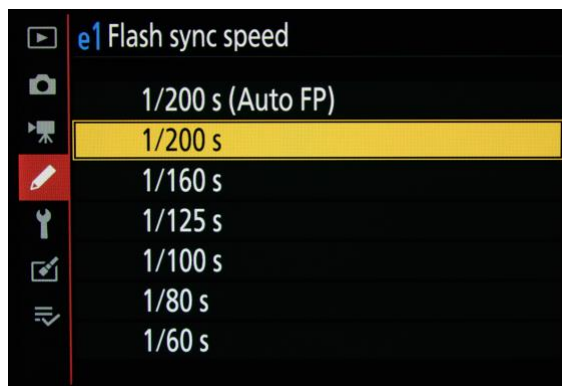 e1 Flash sync speed
1/200 s (Auto FP)
1/200 s
1/160 s
1/125 s
1/100 s
1/80 s
1/60 s